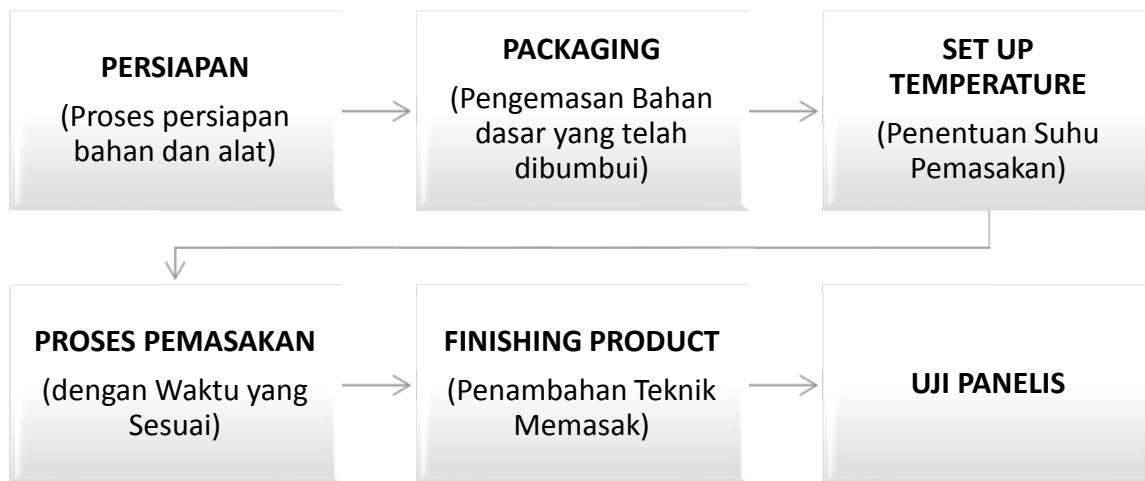 PERSIAPAN
(Proses persiapan
bahan dan alat)
PACKAGING
(Pengemasan Bahan
dasar yang telah
dibumbui)
SET UP
TEMPERATURE
(Penentuan Suhu
Pemasakan)
PROSES PEMASAKAN
(dengan Waktu yang
Sesuai)
FINISHING PRODUCT
(Penambahan Teknik
Memasak)
UJI PANELIS